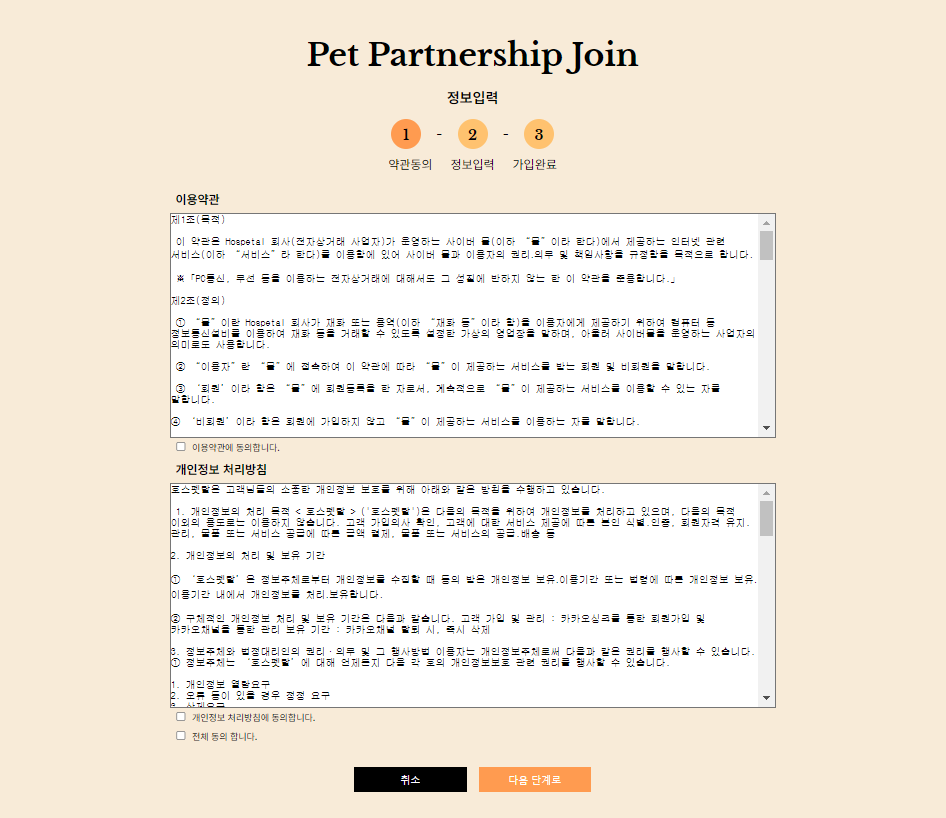 Pet Partnership Join
정보입력
1 - 2 - 3
약관동의 정보입력 가입완료
이용약관
제1조(목적)
이 약관은 Hospetal 회사(전자상거래 사업자)가 운영하는 사이버 몰(이하 “몰”이라 한다)에서 제공하는 인터넷 관련
서비스(이하 “서비스”라 한다)를 이용함에 있어 사이버 몰과 이용자의 권리.의무 및 책임사항을 규정함을 목적으로 합니다.
※「PC통신, 무선 등을 이용하는 전자상거래에 대해서도 그 성질에 반하지 않는 한 이 약관을 준용합니다.」
제2조(정의)
① “몰”이란 Hospetal 회사가 재화 또는 용역(이하 “재화 등”이라 함)을 이용자에게 제공하기 위하여 컴퓨터 등
정보통신설비를 이용하여 재화 등을 거래할 수 있도록 설정한 가상의 영업장을 말하며, 아울러 사이버몰을 운영하는 사업자의
의미로도 사용합니다.
② “이용자”란 “몰”에 접속하여 이 약관에 따라 “몰”이 제공하는 서비스를 받는 회원 및 비회원을 말합니다.
③ ‘회원’이라 함은 “몰”에 회원등록을 한 자로서, 계속적으로 “몰”이 제공하는 서비스를 이용할 수 있는 자를
말합니다.
④ ‘비회원’이라 함은 회원에 가입하지 않고 “몰”이 제공하는 서비스를 이용하는 자를 말합니다.
이용약관에 동의합니다.
개인정보 처리방침
호스펫탈은 고객님들의 소중한 개인정보 보호를 위해 아래와 같은 방침을 수행하고 있습니다.
1. 개인정보의 처리 목적 < 호스펫탈 > ('호스펫탈')은 다음의 목적을 위하여 개인정보를 처리하고 있으며, 다음의 목적
이외의 용도로는 이용하지 않습니다. 고객 가입의사 확인, 고객에 대한 서비스 제공에 따른 본인 식별.인증, 회원자격 유지.
관리, 물품 또는 서비스 공급에 따른 금액 결제, 물품 또는 서비스의 공급.배송 등
2. 개인정보의 처리 및 보유 기간
① ‘호스펫탈’은 정보주체로부터 개인정보를 수집할 때 동의 받은 개인정보 보유.이용기간 또는 법령에 따른 개인정보 보유.
이용기간 내에서 개인정보를 처리.보유합니다.
② 구체적인 개인정보 처리 및 보유 기간은 다음과 같습니다. 고객 가입 및 관리 : 카카오싱크를 통한 회원가입 및
카카오채널을 통한 관리 보유 기간 : 카카오채널 탈퇴 시, 즉시 삭제
3. 정보주체와 법정대리인의 권리·의무 및 그 행사방법 이용자는 개인정보주체로써 다음과 같은 권리를 행사할 수 있습니다.
① 정보주체는 ‘호스펫탈’에 대해 언제든지 다음 각 호의 개인정보보호 관련 권리를 행사할 수 있습니다.
1. 개인정보 열람요구
2. 오류 등이 있을 경우 정정 요구
3. 삭제요구
개인정보 처리방침에 동의합니다.
전체 동의 합니다.
취소 다음 단계로